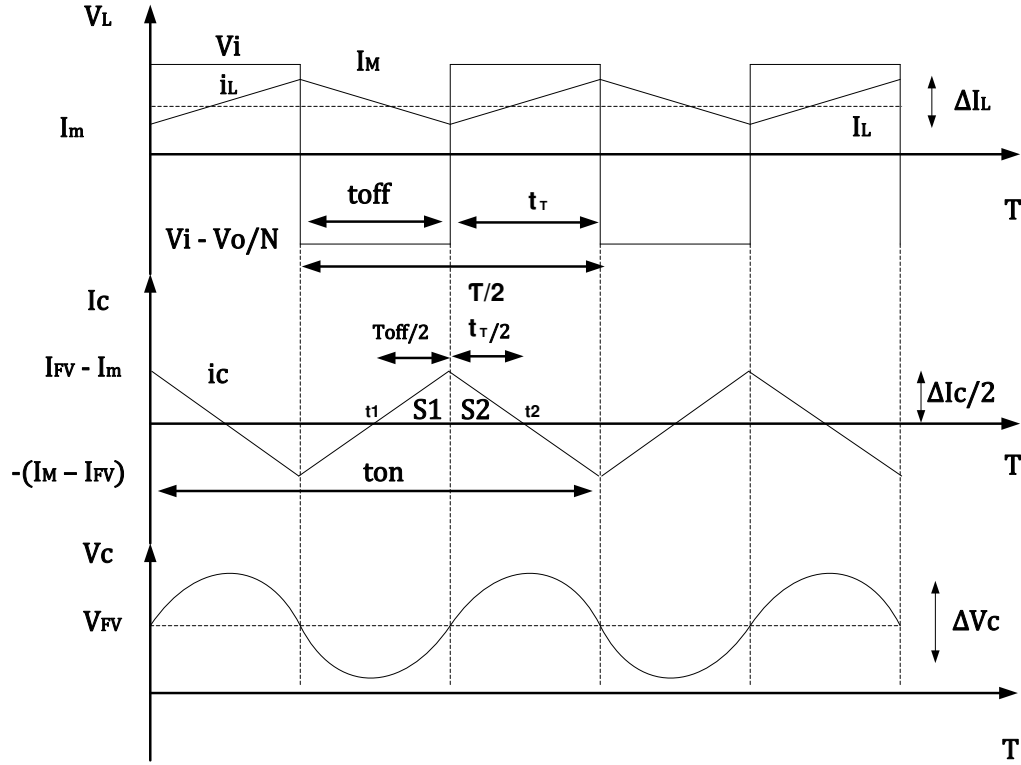 VL
Vi
IM
iL
ΔIL
Im
IL
toff
tT
T
Vi - Vo/N
T/2
Ic
Toff/2
tT/2
IFV - Im
ic
ΔIc/2
t1
S1
S2
t2
T
-(IM – IFV)
ton
Vc
VFV
ΔVc
T